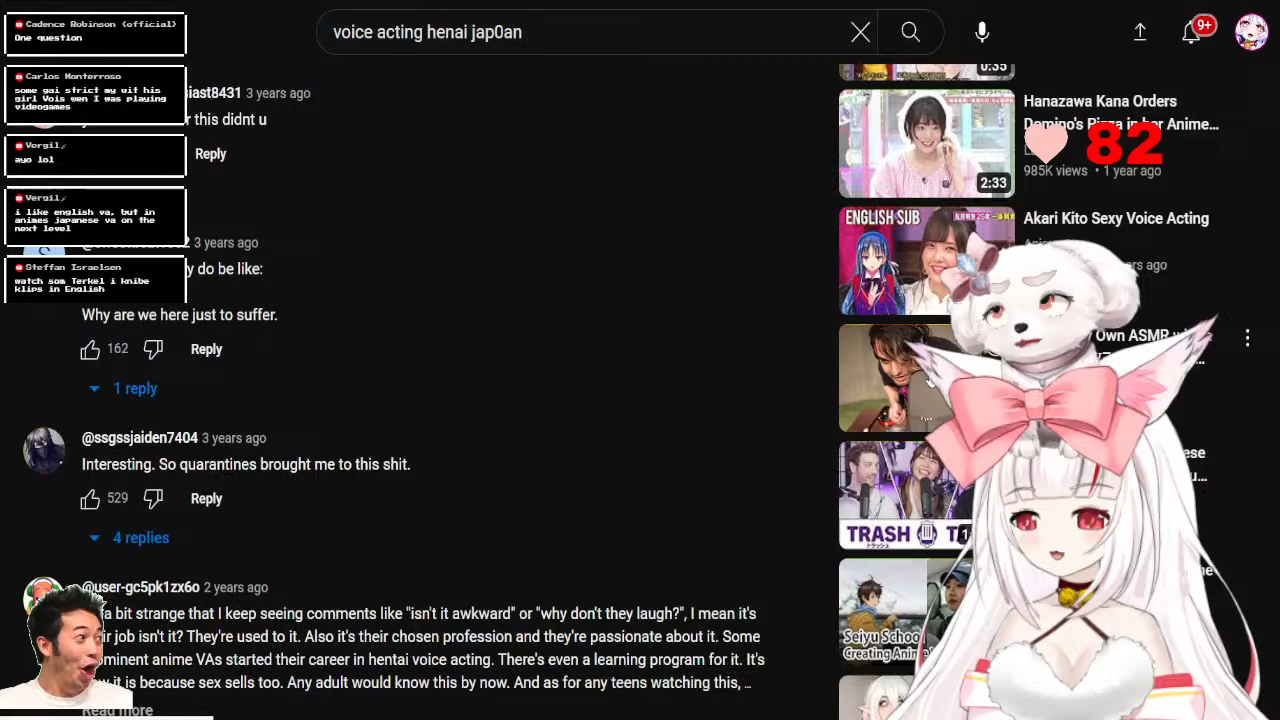 Cadence Robinson (official)
One question
Carlos Monterroso
some gai strict my wit his
girl Vois wen I was playing
videogames
Vergil
ayo lol
Vergil
i like english va, but in
animes japanese va on the
next level
Steffan Israelsen
watch som Terkel i knibe
klips in English
voice acting henai jap0an
9+
iast8431 3 years ago
r this didnt u
Reply
2 3 years ago
y do be like:
Why are we here just to suffer.
162
Reply
1 reply
@ssgssjaiden7404 3 years ago
Interesting. So quarantines brought me to this shit.
529
Reply
4 replies
@user-gc5pk1zx6o 2 years ago
a bit strange that I keep seeing comments like "isn't it awkward" or "why don't they laugh?", I mean it's
job isn't it? They're used to it. Also it's their chosen profession and they're passionate about it. Some
minent anime VAs started their career in hentai voice acting. There's even a learning program for it. It's
it is because sex sells too. Any adult would know this by now. And as for any teens watching this, ...
Read more
0:35
Hanazawa Kana Orders
Domino's Pizza in her Anime...
82
985K views • 1 year ago
2:33
ENGLISH SUB
Akari Kito Sexy Voice Acting
ago
Own ASMR
TRASH
トラッシュ
Seiyu Schoo
Creating Anim